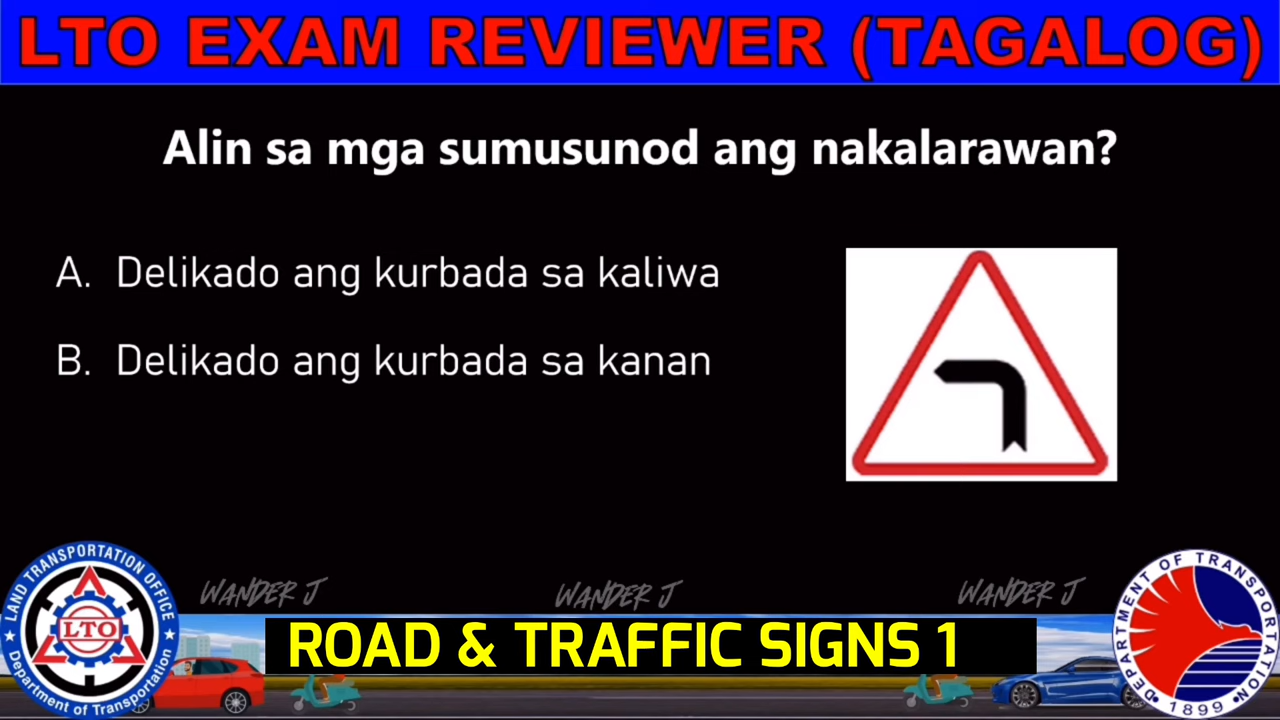 LTO EXAM REVIEWER (TAGALOG)
Alin sa mga sumusunod ang nakalarawan?
A. Delikado ang kurbada sa kaliwa
B. Delikado ang kurbada sa kanan
WANDER J WANDER J WANDER J
LAND TRANSPORTATION OFFICE
LTO
Department of Transportation
DEPARTMENT OF TRANSPORTATION
1899
ROAD & TRAFFIC SIGNS 1